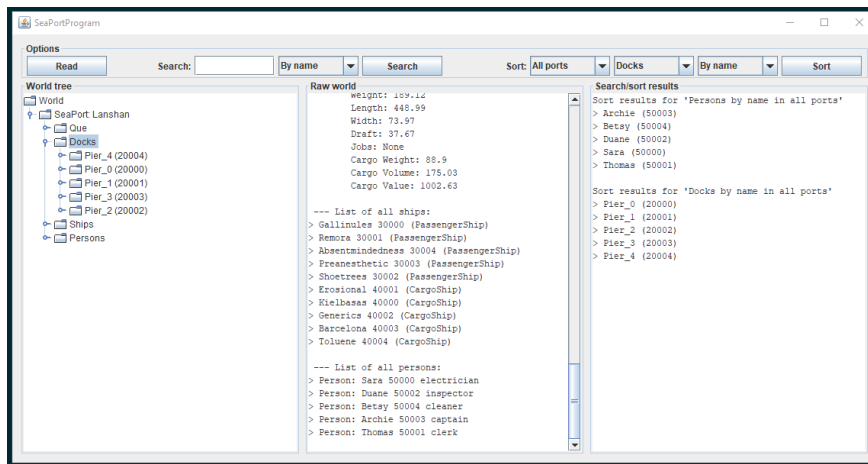 SeaPortProgram
Options
Read Search: By name Search Sort: All ports Docks By name Sort
World tree
World
SeaPort: Lanshan
Que
Docks
Pier_4 (20004)
Pier_0 (20000)
Pier_1 (20001)
Pier_3 (20003)
Pier_2 (20002)
Ships
Persons
Raw world
Weight: 189.12
Length: 448.99
Width: 73.97
Draft: 37.67
Jobs: None
Cargo Weight: 88.9
Cargo Volume: 175.03
Cargo Value: 1002.63
--- List of all ships:
> Gallinules 30000 (PassengerShip)
> Remora 30001 (PassengerShip)
> Absentmindedness 30004 (PassengerShip)
> Preanesthetic 30003 (PassengerShip)
> Shoetrees 30002 (PassengerShip)
> Erosional 40001 (CargoShip)
> Kielbasas 40000 (CargoShip)
> Generics 40002 (CargoShip)
> Barcelona 40003 (CargoShip)
> Toluene 40004 (CargoShip)
--- List of all persons:
> Person: Sara 50000 electrician
> Person: Duane 50002 inspector
> Person: Betsy 50004 cleaner
> Person: Archie 50003 captain
> Person: Thomas 50001 clerk
Search/sort results
Sort results for 'Persons by name in all ports'
> Archie (50003)
> Betsy (50004)
> Duane (50002)
> Sara (50000)
> Thomas (50001)
Sort results for 'Docks by name in all ports'
> Pier_0 (20000)
> Pier_1 (20001)
> Pier_2 (20002)
> Pier_3 (20003)
> Pier_4 (20004)